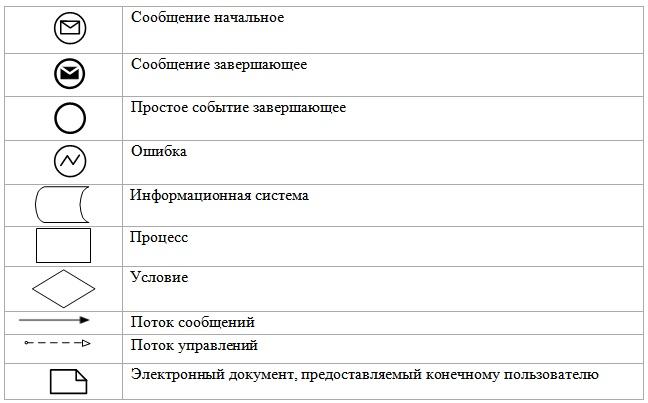 Сообщение начальное
Сообщение завершающее
Простое событие завершающее
Ошибка
Информационная система
Процесс
Условие
Поток сообщений
Поток управлений
Электронный документ, предоставляемый конечному пользователю